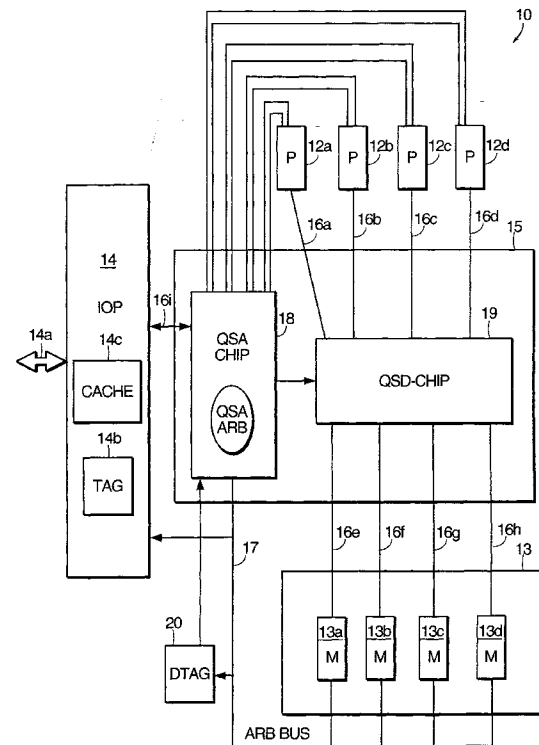 10
P
P
P
P
12a
12b
12c
12d
16a
16b
16c
16d
15
14
IOP
16i
18
19
14a
14c
CACHE
14b
TAG
QSA
CHIP
QSA
ARB
QSD-CHIP
16e
16f
16g
16h
13
17
20
DTAG
13a
M
13b
M
13c
M
13d
M
ARB BUS